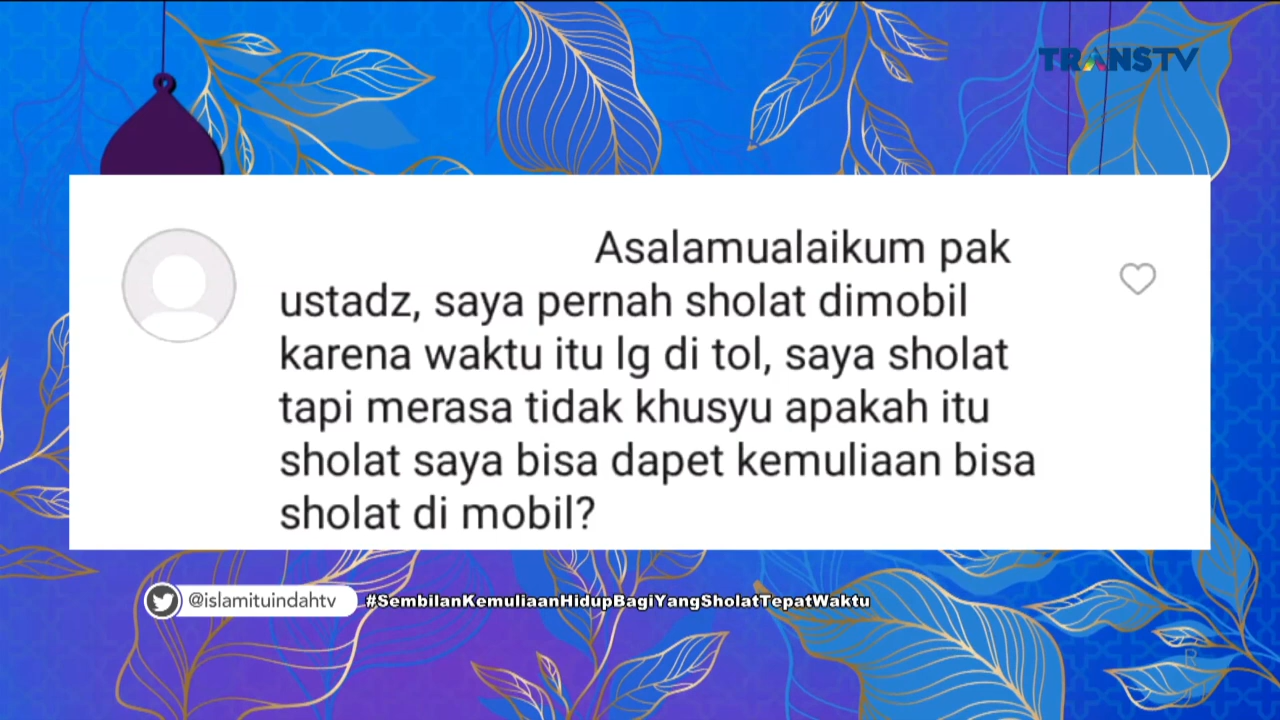 TRANSTV
Asalamualaikum pak
ustadz, saya pernah sholat dimobil
karena waktu itu lg di tol, saya sholat
tapi merasa tidak khusyu apakah itu
sholat saya bisa dapet kemuliaan bisa
sholat di mobil?
@islamituindahtv #SembilanKemuliaanHidupBagiYangSholatTepatWaktu
R